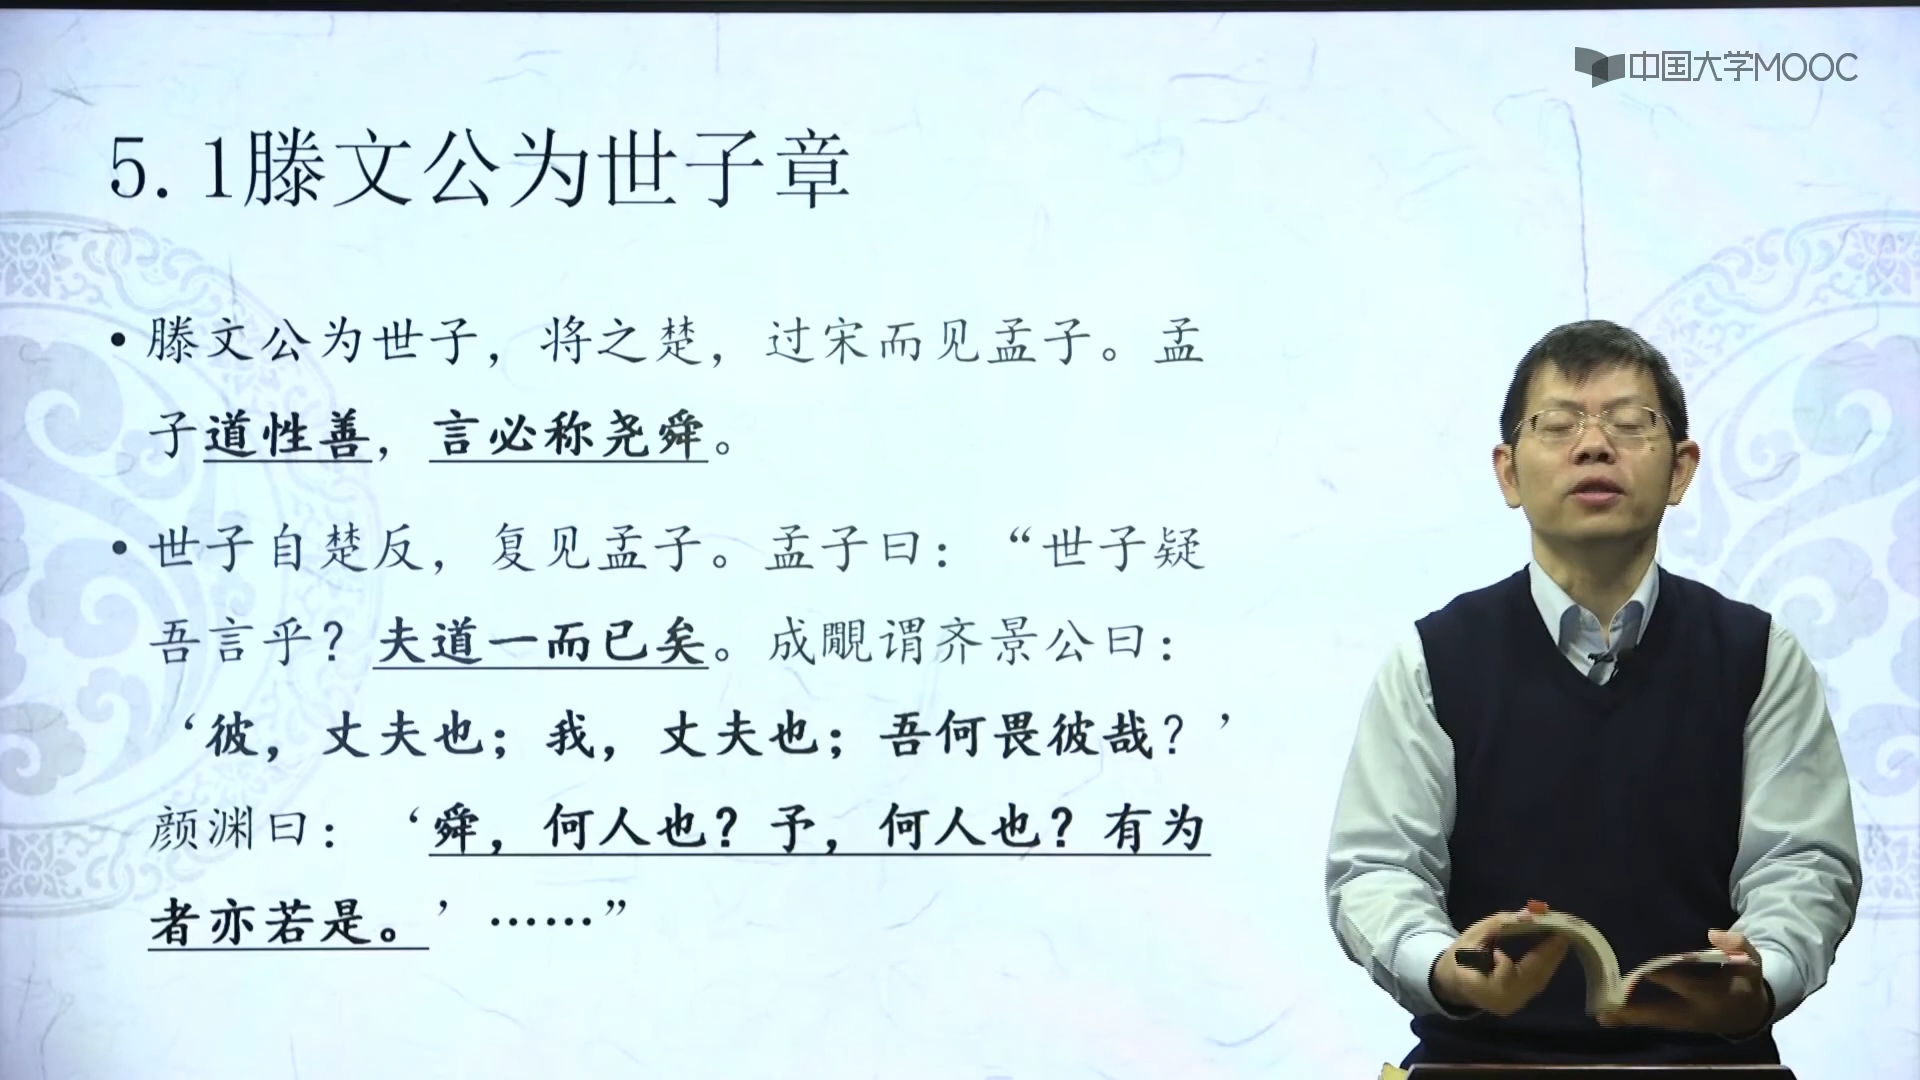 中国大学MOOC
5.1滕文公为世子章
• 滕文公为世子，将之楚，过宋而见孟子。孟
子道性善，言必称尧舜。
• 世子自楚反，复见孟子。孟子曰：“世子疑
吾言乎？夫道一而已矣。成覵谓齐景公曰：
‘彼，丈夫也；我，丈夫也；吾何畏彼哉？’
颜渊曰：‘舜，何人也？予，何人也？有为
者亦若是。’……”